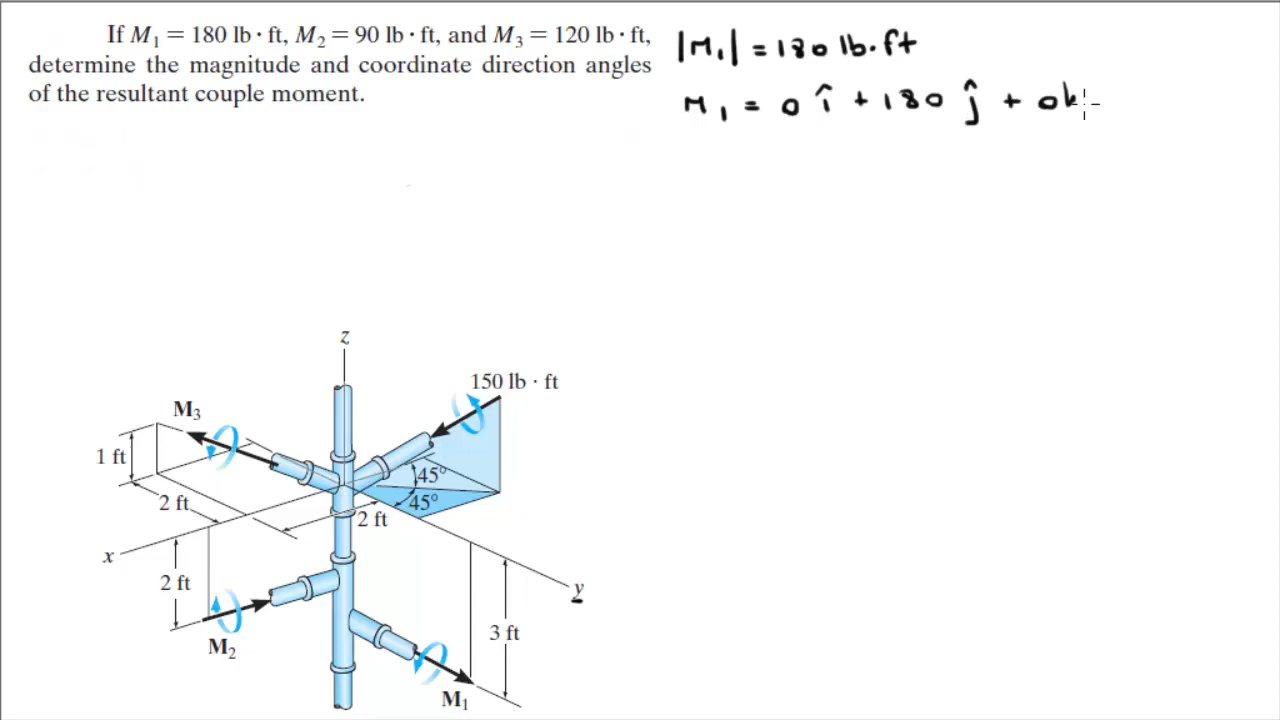 If M₁ = 180 lb · ft, M₂ = 90 lb · ft, and M₃ = 120 lb · ft,
determine the magnitude and coordinate direction angles
of the resultant couple moment.
|M₁| = 180 lb.ft
M₁ = 0 î + 180 ĵ + 0k
z
150 lb · ft
M₃
1 ft
45°
2 ft
45°
2 ft
x
2 ft
y
3 ft
M₂
M₁